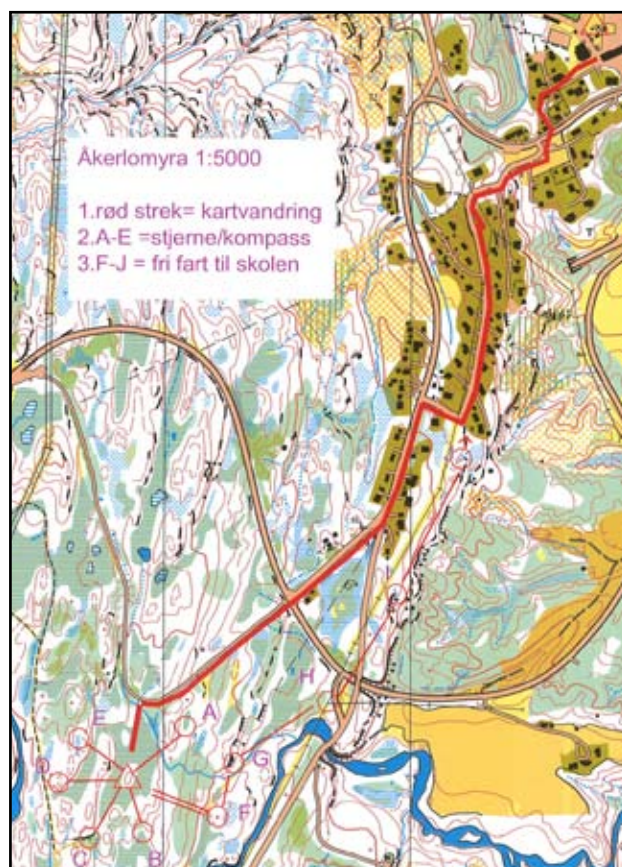 Åkerlomyra 1:5000
1.rød strek= kartvandring
2.A-E =stjerne/kompass
3.F-J = fri fart til skolen
T
H
A
E
G
D
F
C
B